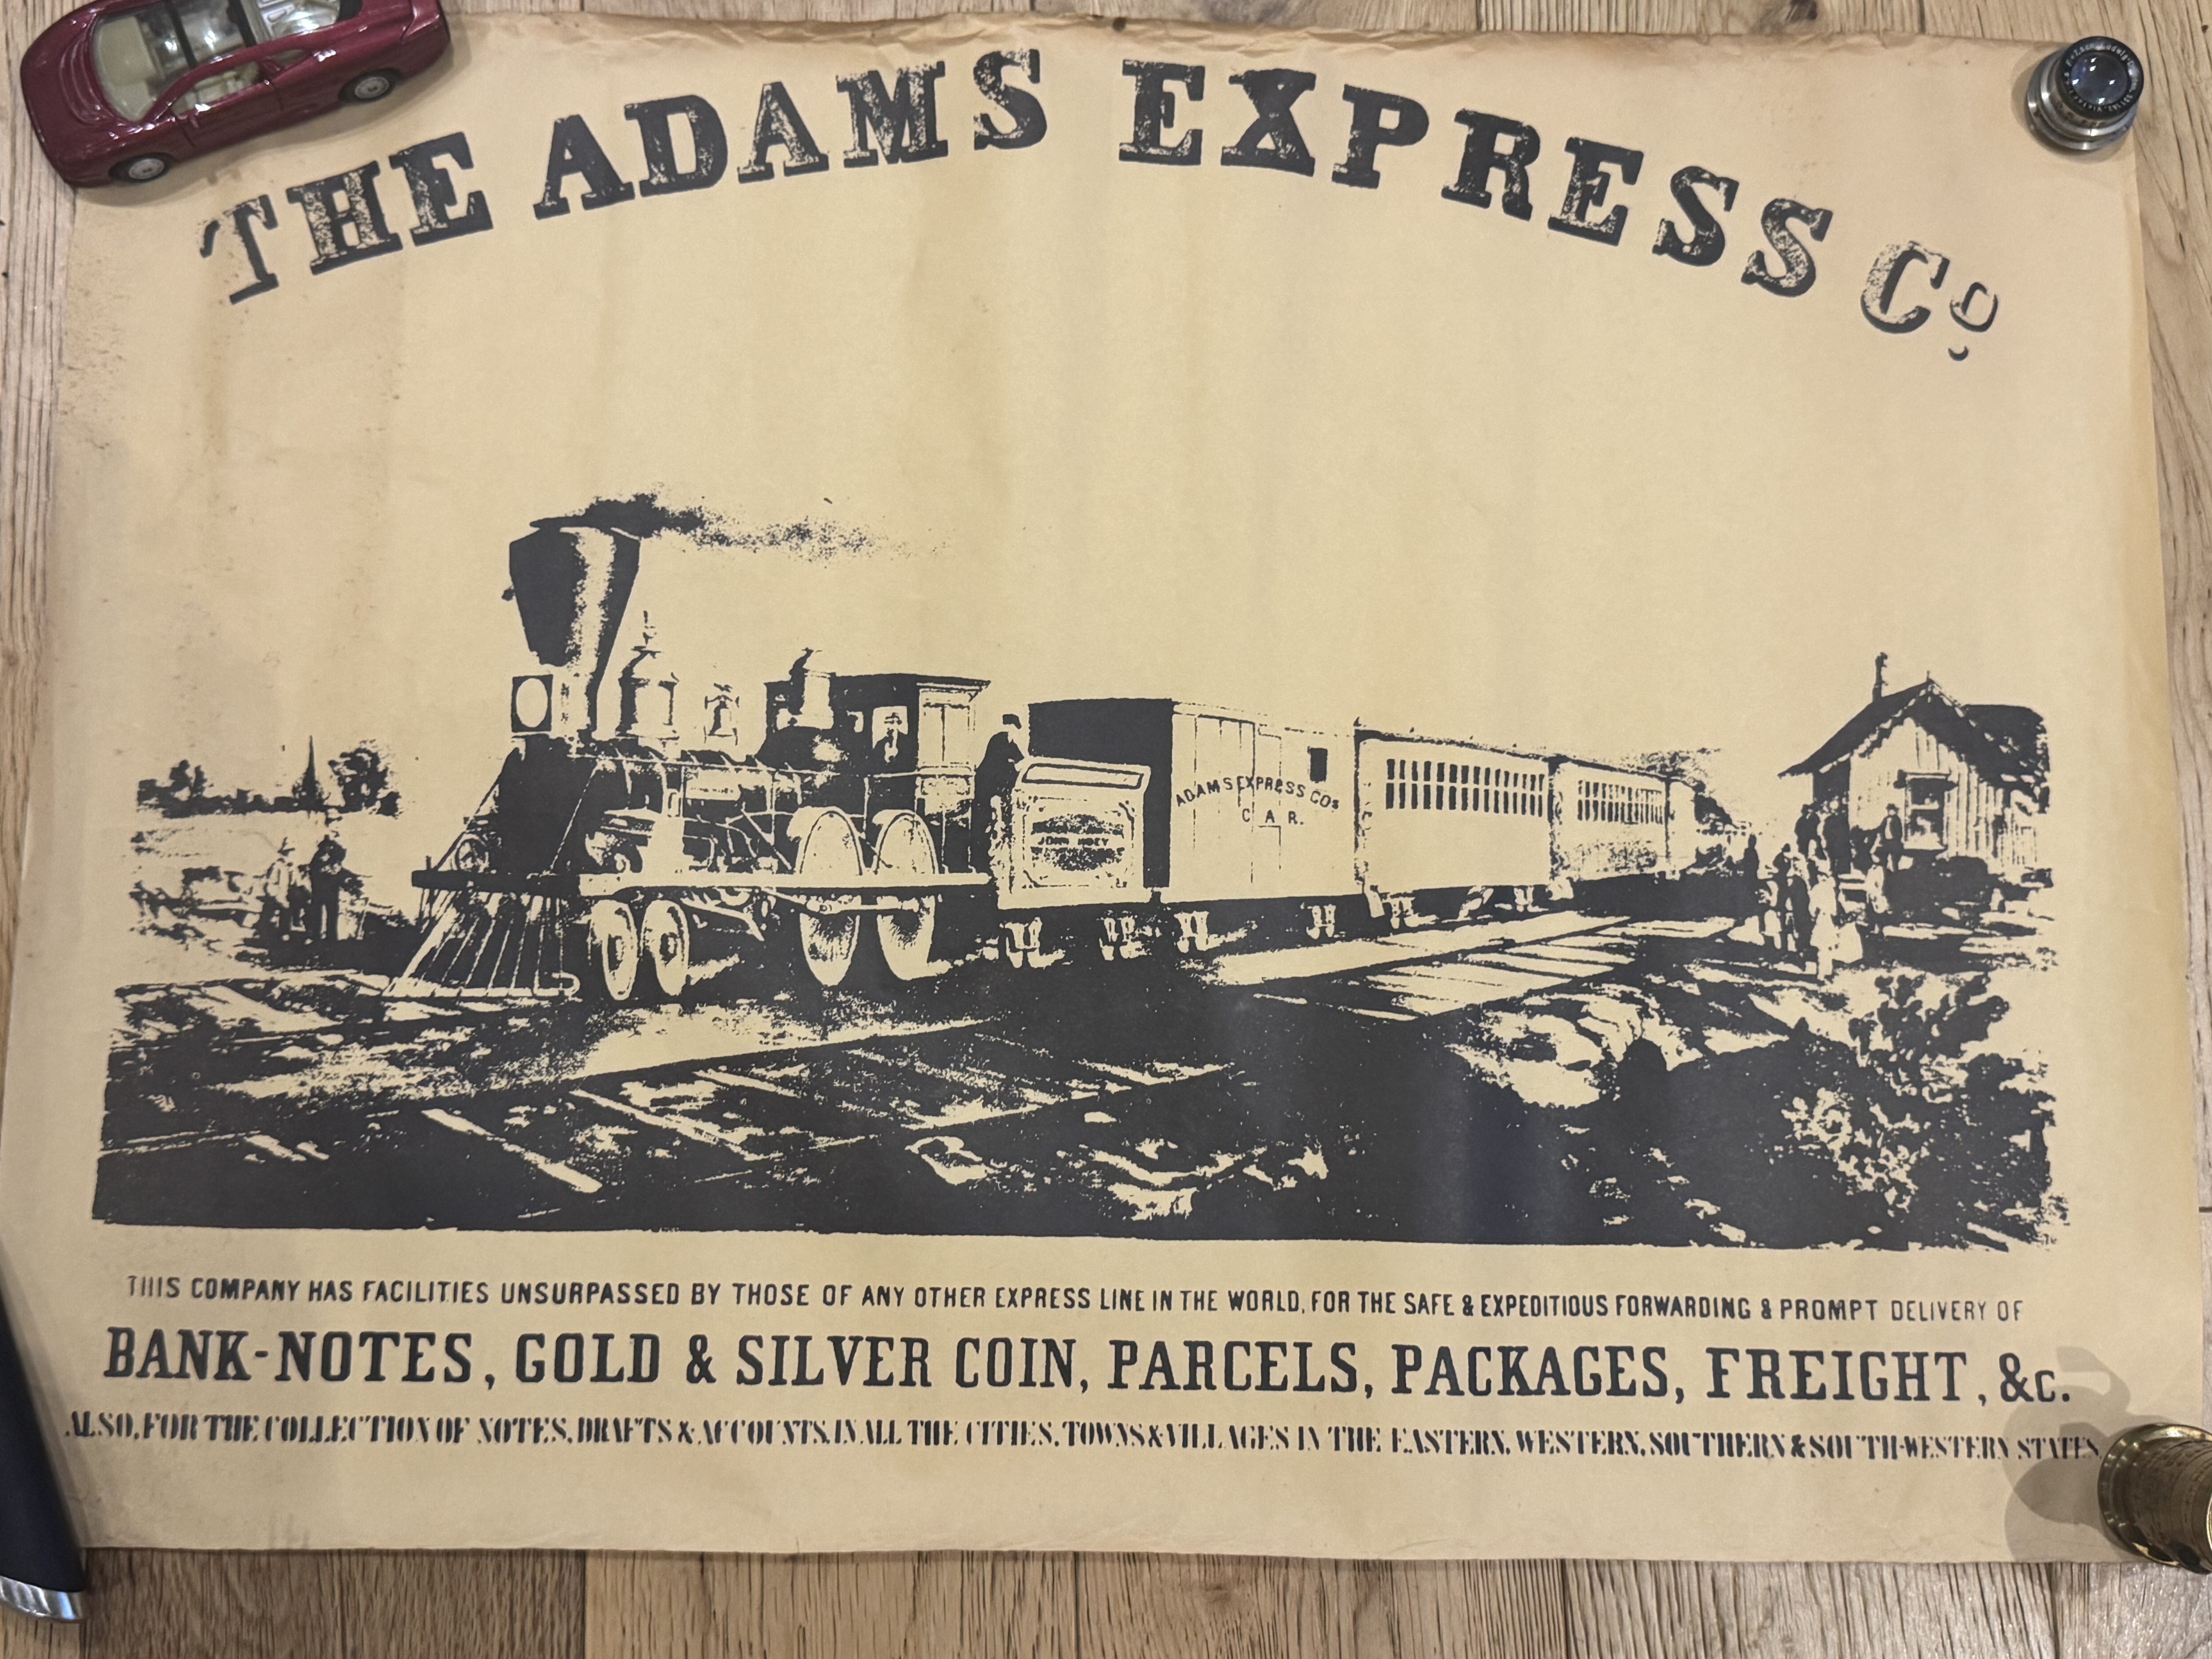 THE ADAMS EXPRESS Co.
ADAMS EXPRESS COs
CAR.
JOHN HOEY
THIS COMPANY HAS FACILITIES UNSURPASSED BY THOSE OF ANY OTHER EXPRESS LINE IN THE WORLD, FOR THE SAFE & EXPEDITIOUS FORWARDING & PROMPT DELIVERY OF
BANK-NOTES, GOLD & SILVER COIN, PARCELS, PACKAGES, FREIGHT, &c.
ALSO, FOR THE COLLECTION OF NOTES, DRAFTS & ACCOUNTS, IN ALL THE CITIES, TOWNS & VILLAGES IN THE EASTERN, WESTERN, SOUTHERN & SOUTH-WESTERN STATES